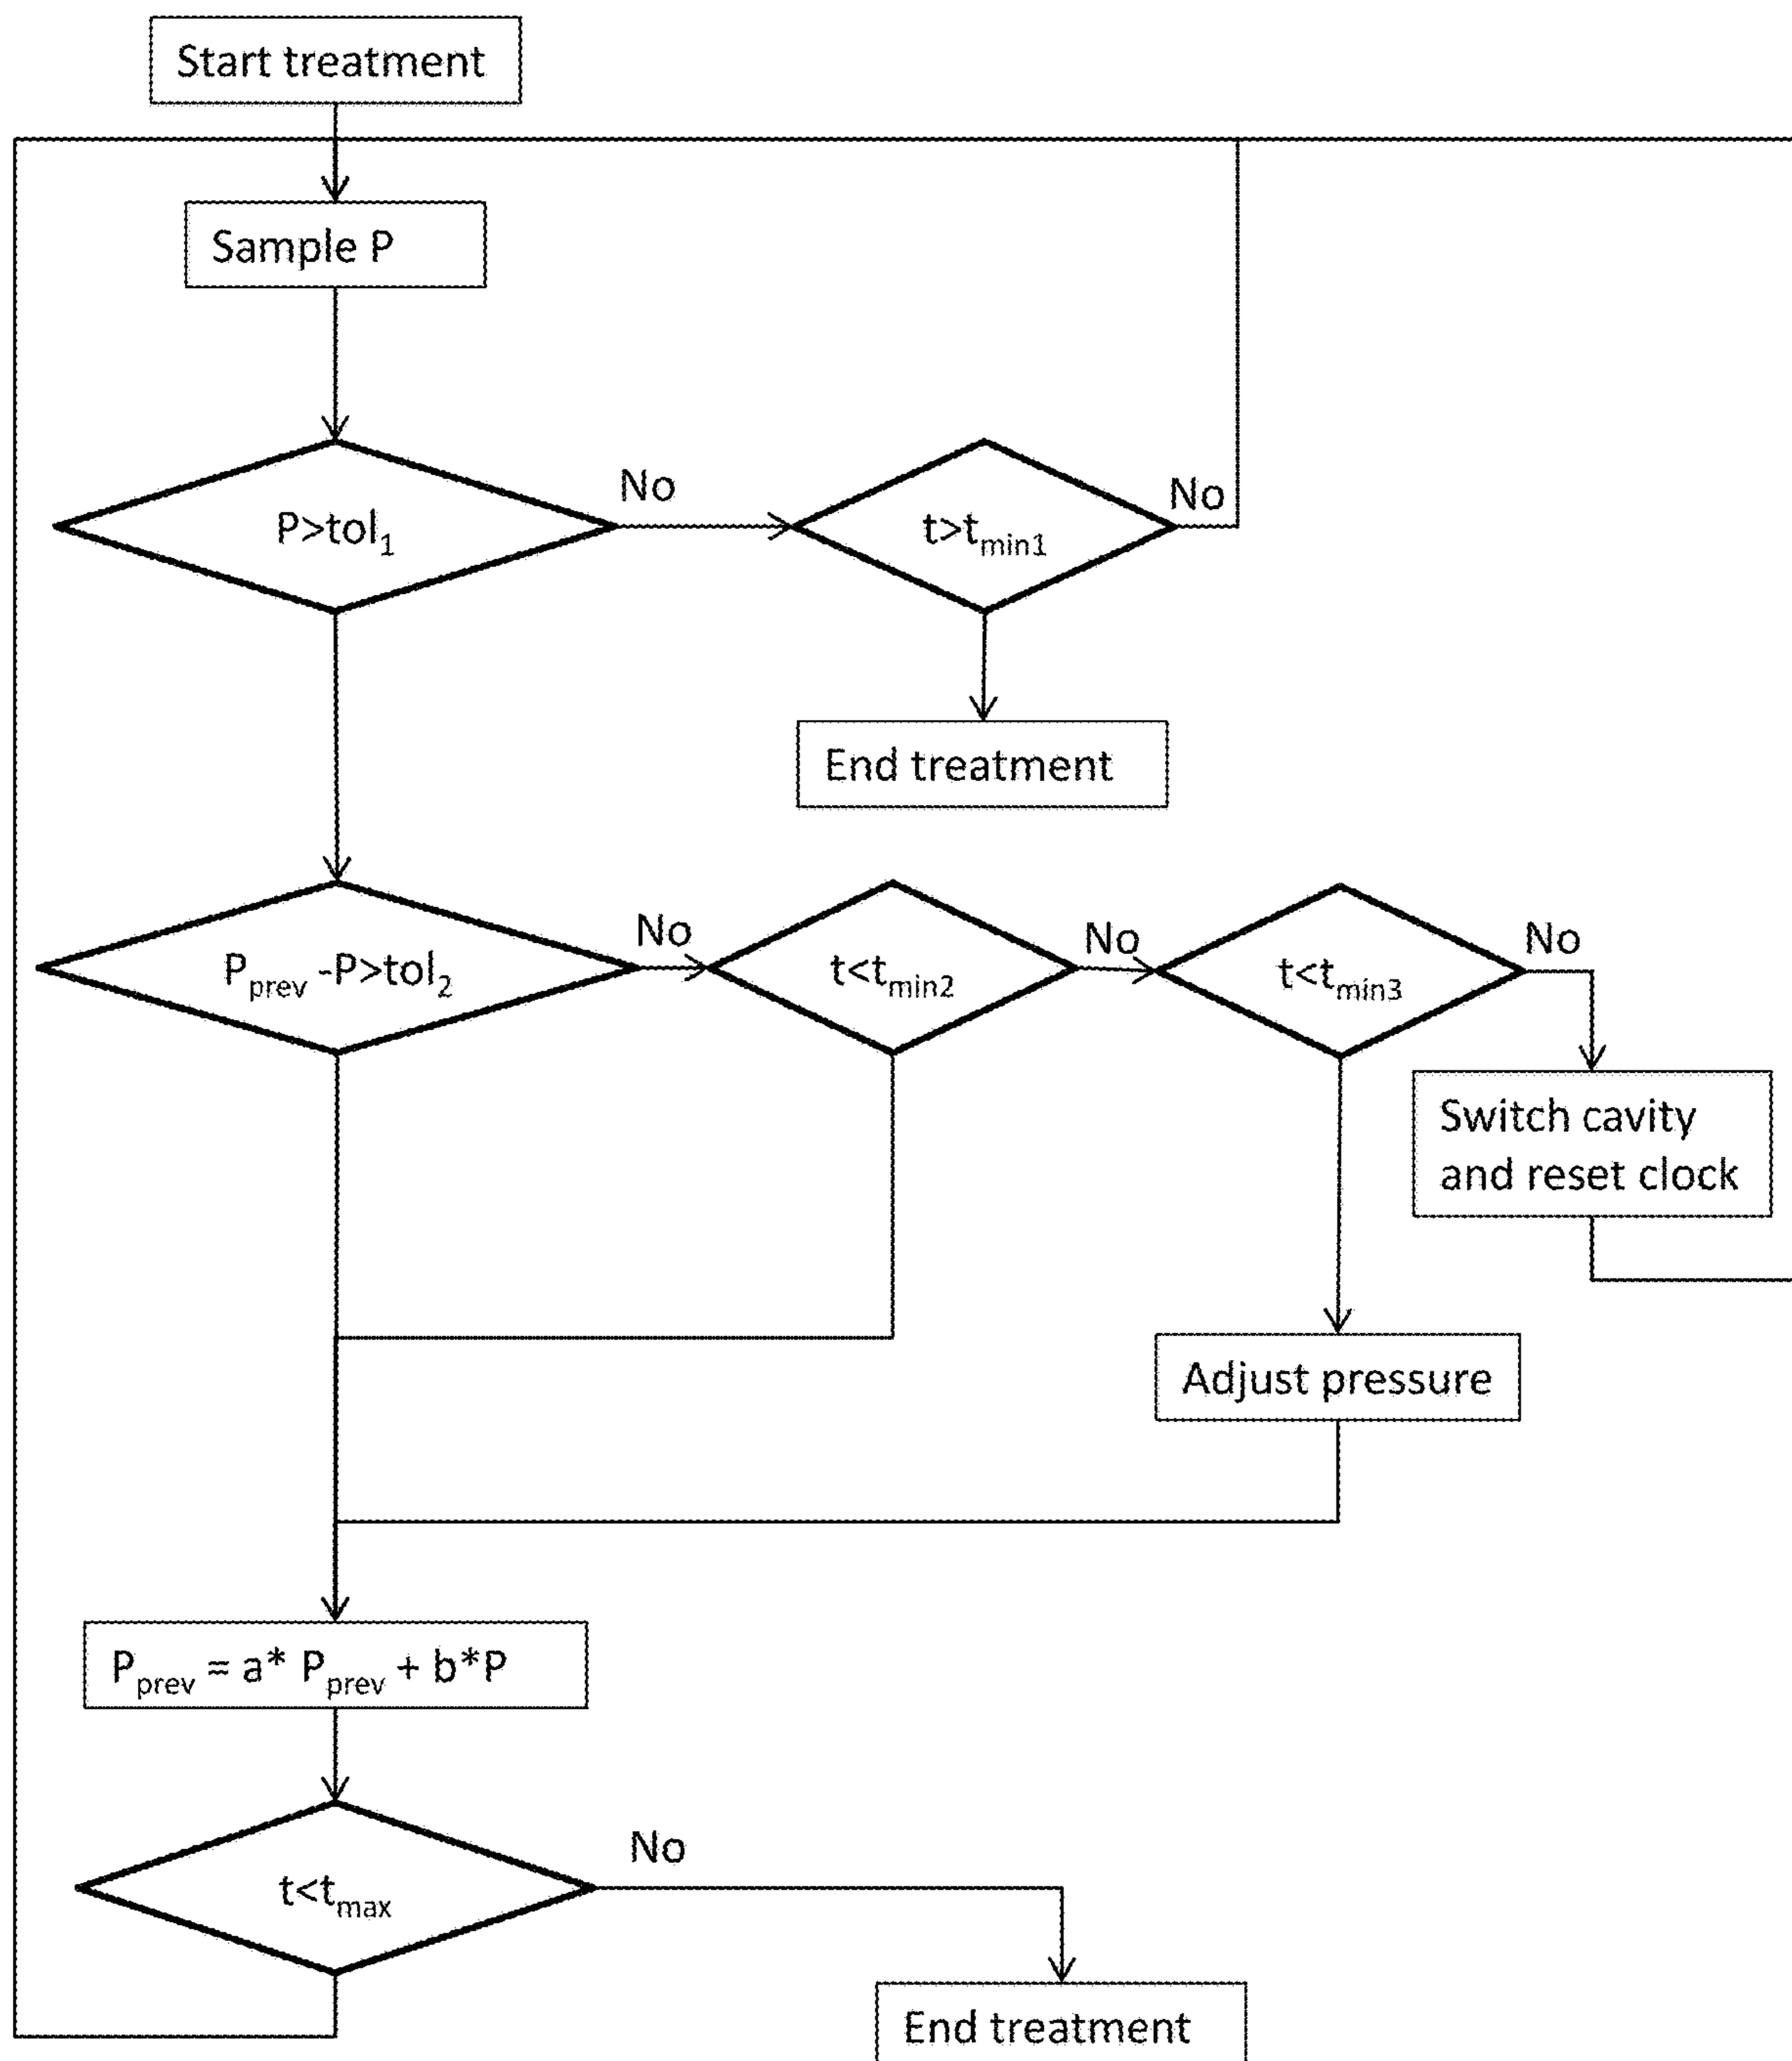 Start treatment
Sample P
P>tol₁
No
t>tₘᵢₙ₁
No
End treatment
Pprev -P>tol₂
No
t<tmin2
No
t<tmin3
No
Switch cavity
and reset clock
Adjust pressure
Pprev = a* Pprev + b*P
t<tmax
No
End treatment